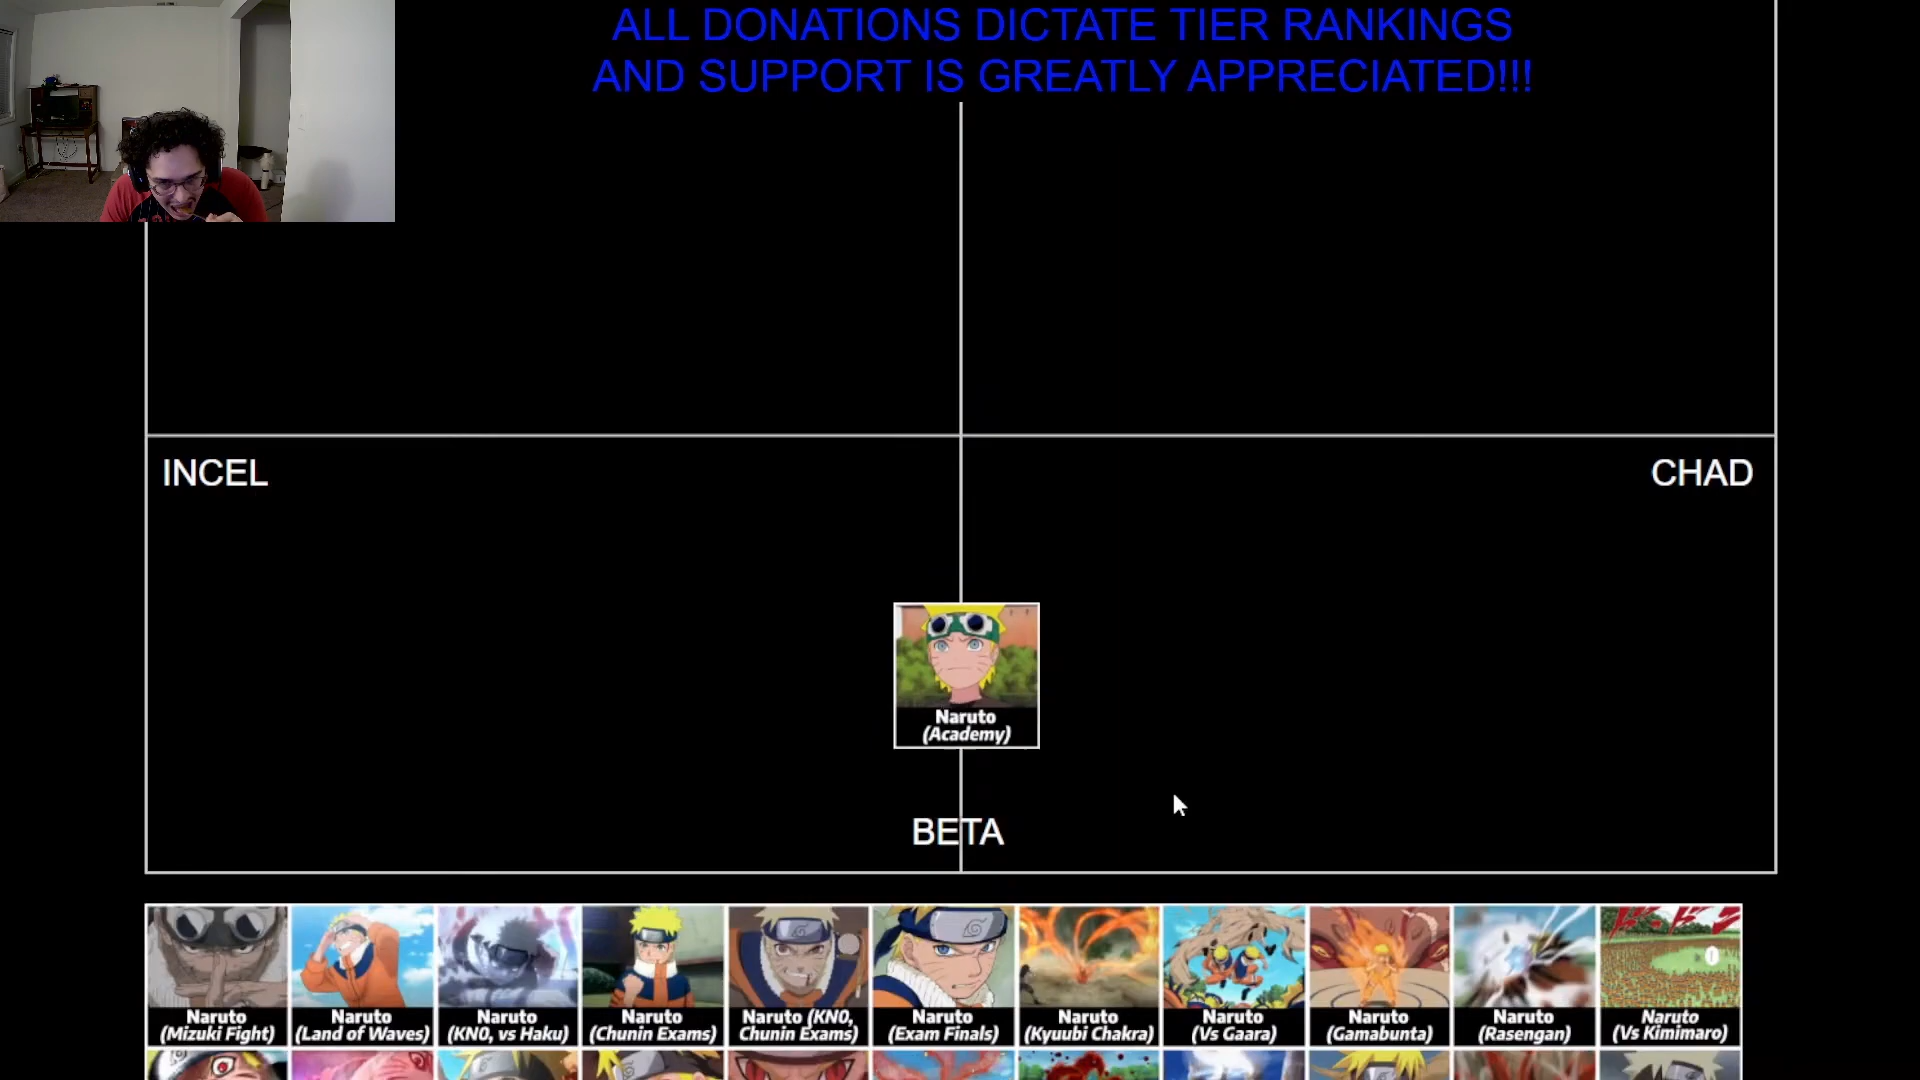 ALL DONATIONS DICTATE TIER RANKINGS
AND SUPPORT IS GREATLY APPRECIATED!!!
INCEL
CHAD
Naruto
(Academy)
BETA
Naruto
(Mizuki Fight)
Naruto
(Land of Waves)
Naruto
(KN0, vs Haku)
Naruto
(Chunin Exams)
Naruto (KN0,
Chunin Exams)
Naruto
(Exam Finals)
Naruto
(Kyuubi Chakra)
Naruto
(Vs Gaara)
Naruto
(Gamabunta)
Naruto
(Rasengan)
Naruto
(Vs Kimimaro)